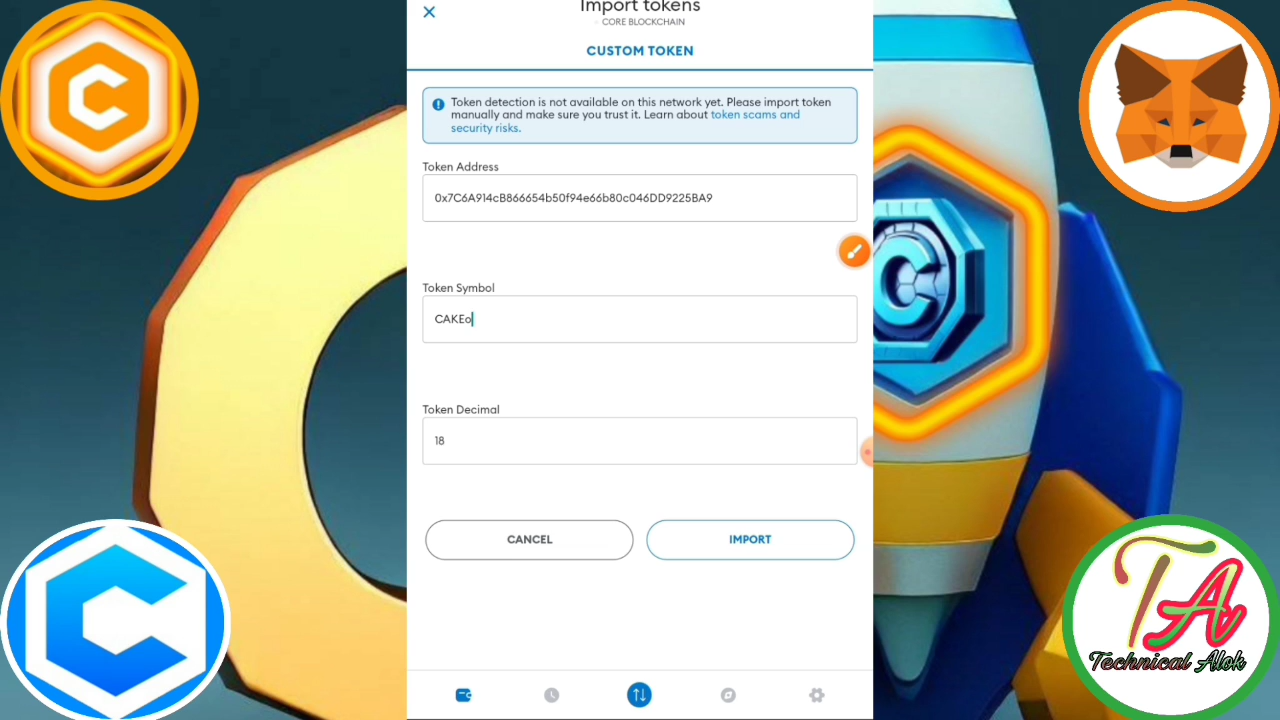 Import tokens
CORE BLOCKCHAIN
CUSTOM TOKEN
Token detection is not available on this network yet. Please import token
manually and make sure you trust it. Learn about token scams and
security risks.
Token Address
0x7C6A914cB866654b50f94e66b80c046DD9225BA9
Token Symbol
CAKEo
Token Decimal
18
CANCEL
IMPORT
TA
Technical Alok